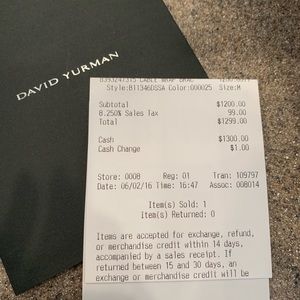 DAVID YURMAN
CABLE WRAP BRAC
Style:B11346DSSA Color:000025 Size:M
Subtotal $1200.00
8.250% Sales Tax 99.00
Total $1299.00
Cash $1300.00
Cash Change $1.00
Store: 0008 Reg: 01 Tran: 109797
Date: 06/02/16 Time: 16:47 Assoc: 008014
Item(s) Sold: 1
Item(s) Returned: 0
Items are accepted for exchange, refund,
or merchandise credit within 14 days,
accompanied by a sales receipt. If
returned between 15 and 30 days, an
exchange or merchandise credit will be